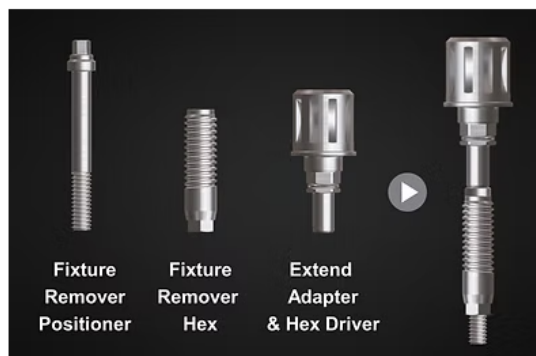 Fixture
Remover
Positioner
Fixture
Remover
Hex
Extend
Adapter
& Hex Driver